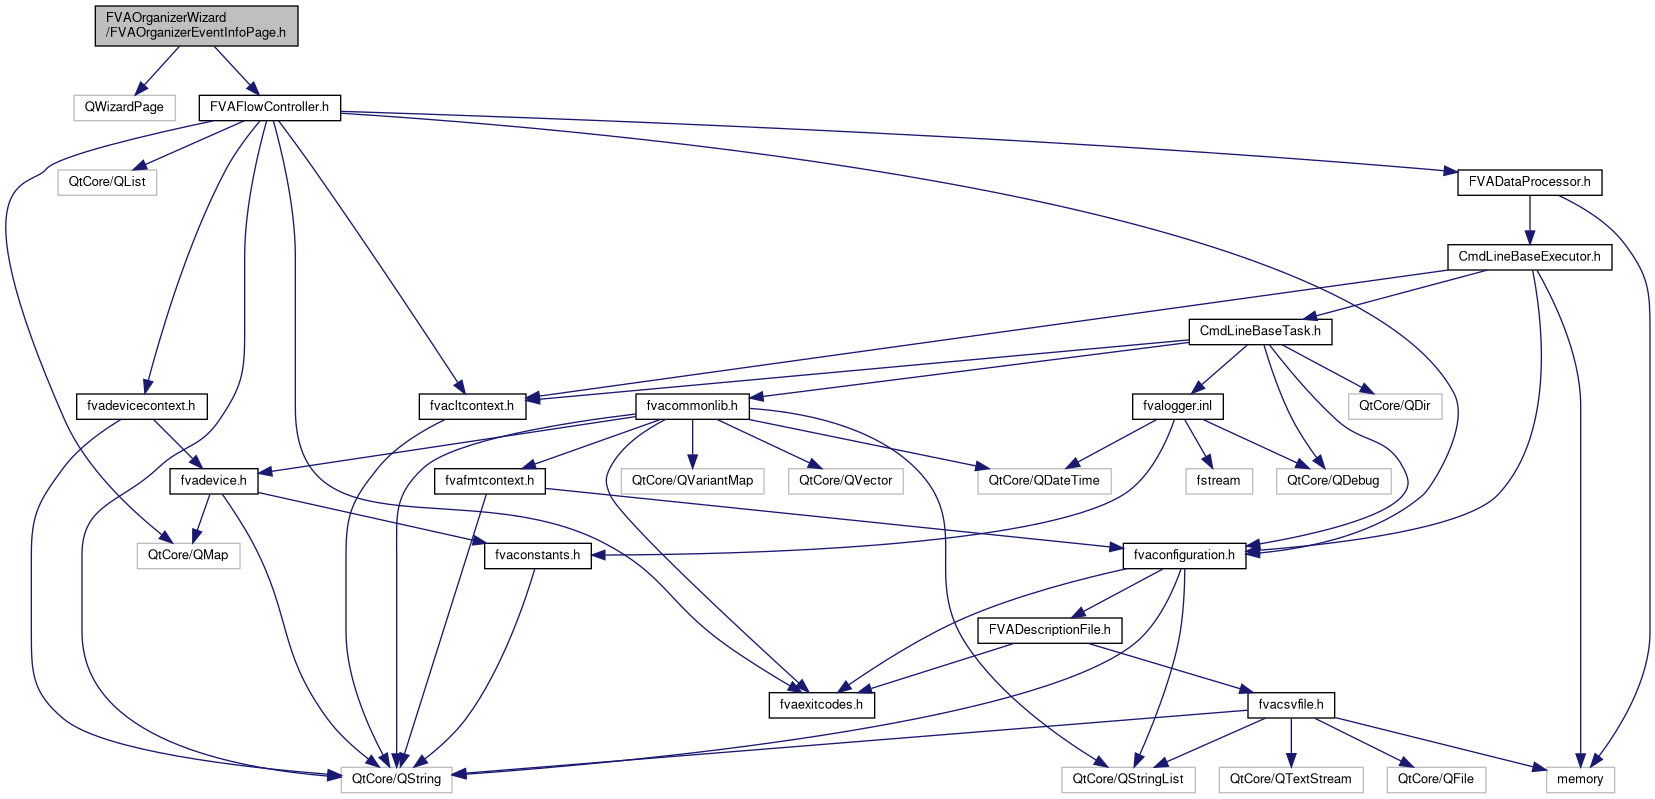 FVAOrganizerWizard
/FVAOrganizerEventInfoPage.h
QWizardPage
FVAFlowController.h
QtCore/QList
FVADataProcessor.h
CmdLineBaseExecutor.h
CmdLineBaseTask.h
fvadevicecontext.h
fvacltcontext.h
fvacommonlib.h
fvalogger.inl
QtCore/QDir
fvadevice.h
fvafmtcontext.h
QtCore/QVariantMap
QtCore/QVector
QtCore/QDateTime
fstream
QtCore/QDebug
QtCore/QMap
fvaconstants.h
fvaconfiguration.h
FVADescriptionFile.h
fvaexitcodes.h
fvacsvfile.h
QtCore/QString
QtCore/QStringList
QtCore/QTextStream
QtCore/QFile
memory